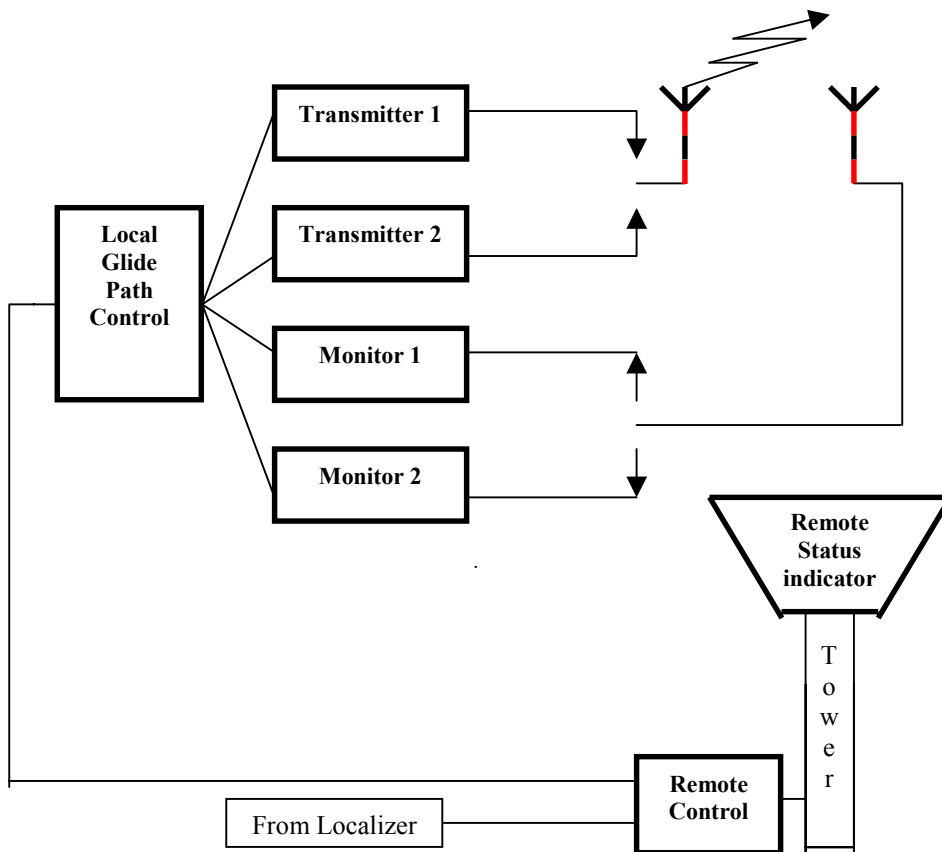 Transmitter 1
Local
Glide
Path
Control
Transmitter 2
Monitor 1
Monitor 2
Remote
Status
indicator
T
o
w
e
r
Remote
Control
From Localizer